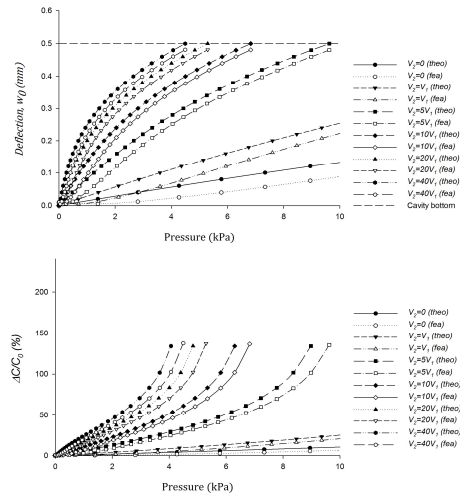 0.6
0.5
0.4
0.3
0.2
0.1
0.0
Deflection, w0 (mm)
0 2 4 6 8 10
Pressure (kPa)
V2=0 (theo)
V2=0 (fea)
V2=V1 (theo)
V2=V1 (fea)
V2=5V1 (theo)
V2=5V1 (fea)
V2=10V1 (theo)
V2=10V1 (fea)
V2=20V1 (theo)
V2=20V1 (fea)
V2=40V1 (theo)
V2=40V1 (fea)
Cavity bottom
200
150
100
50
0
ΔC/C0 (%)
0 2 4 6 8 10
Pressure (kPa)
V2=0 (theo)
V2=0 (fea)
V2=V1 (theo)
V2=V1 (fea)
V2=5V1 (theo)
V2=5V1 (fea)
V2=10V1 (theo,
V2=10V1 (fea)
V2=20V1 (theo,
V2=20V1 (fea)
V2=40V1 (theo,
V2=40V1 (fea)